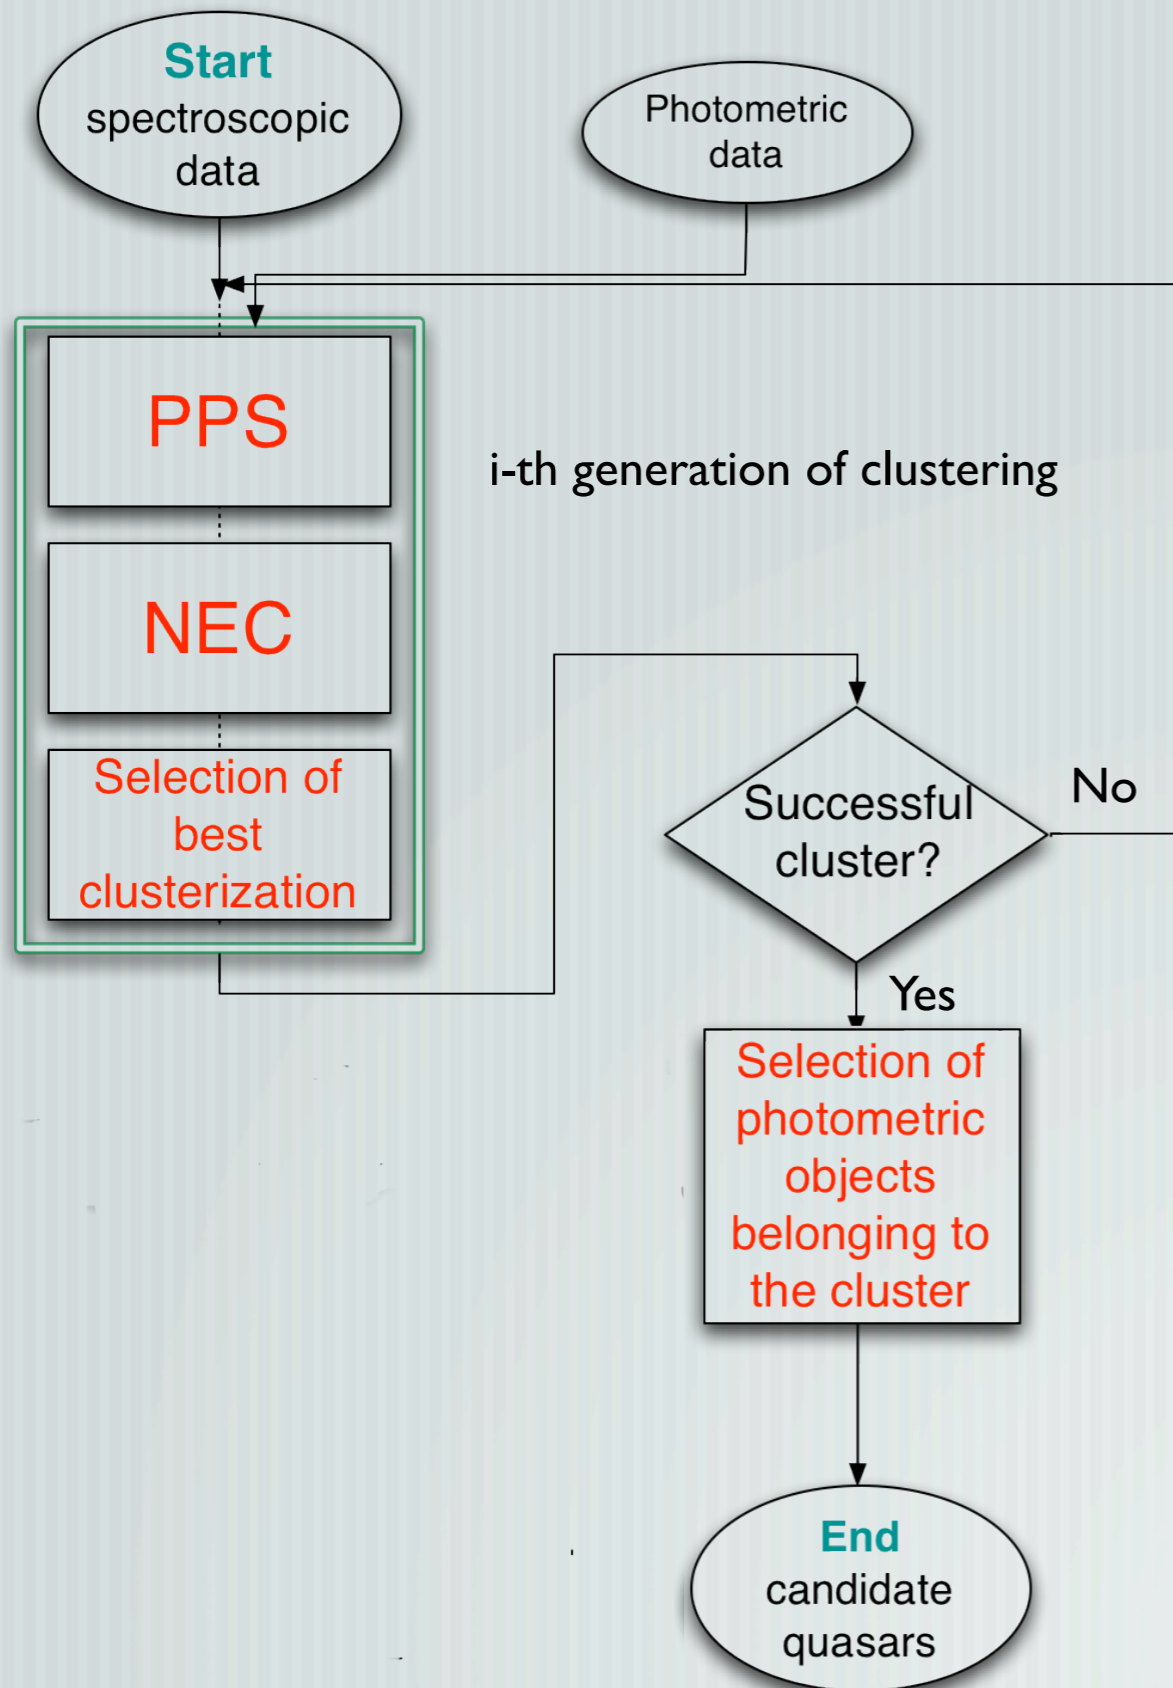 Start
spectroscopic
data
Photometric
data
PPS
i-th generation of clustering
NEC
Selection of
best
clusterization
Successful
cluster?
No
Yes
Selection of
photometric
objects
belonging to
the cluster
End
candidate
quasars